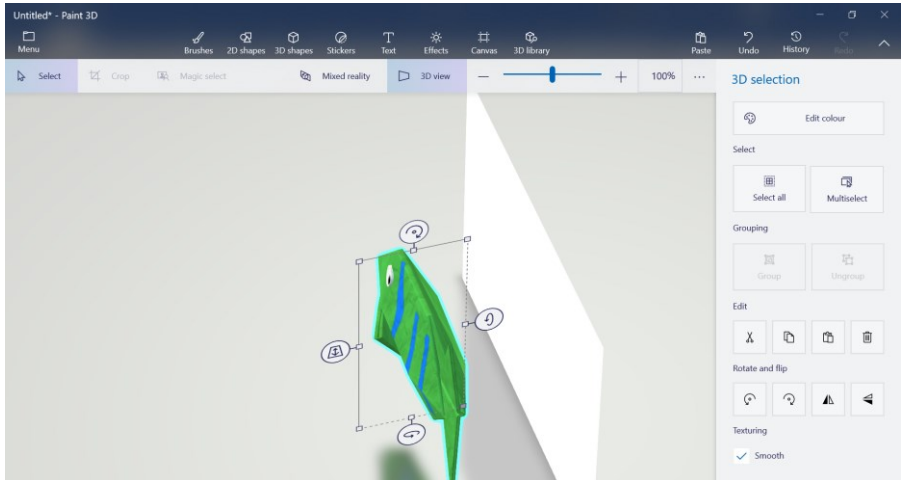 Untitled* - Paint 3D
Menu Brushes 2D shapes 3D shapes Stickers Text Effects Canvas 3D library Paste Undo History Redo
Select Crop Magic select Mixed reality 3D view 100% ...
3D selection
Edit colour
Select
Select all Multiselect
Grouping
Group Ungroup
Edit
Rotate and flip
Texturing
Smooth